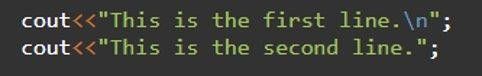 cout<<"This is the first line.\n";
cout<<"This is the second line.";